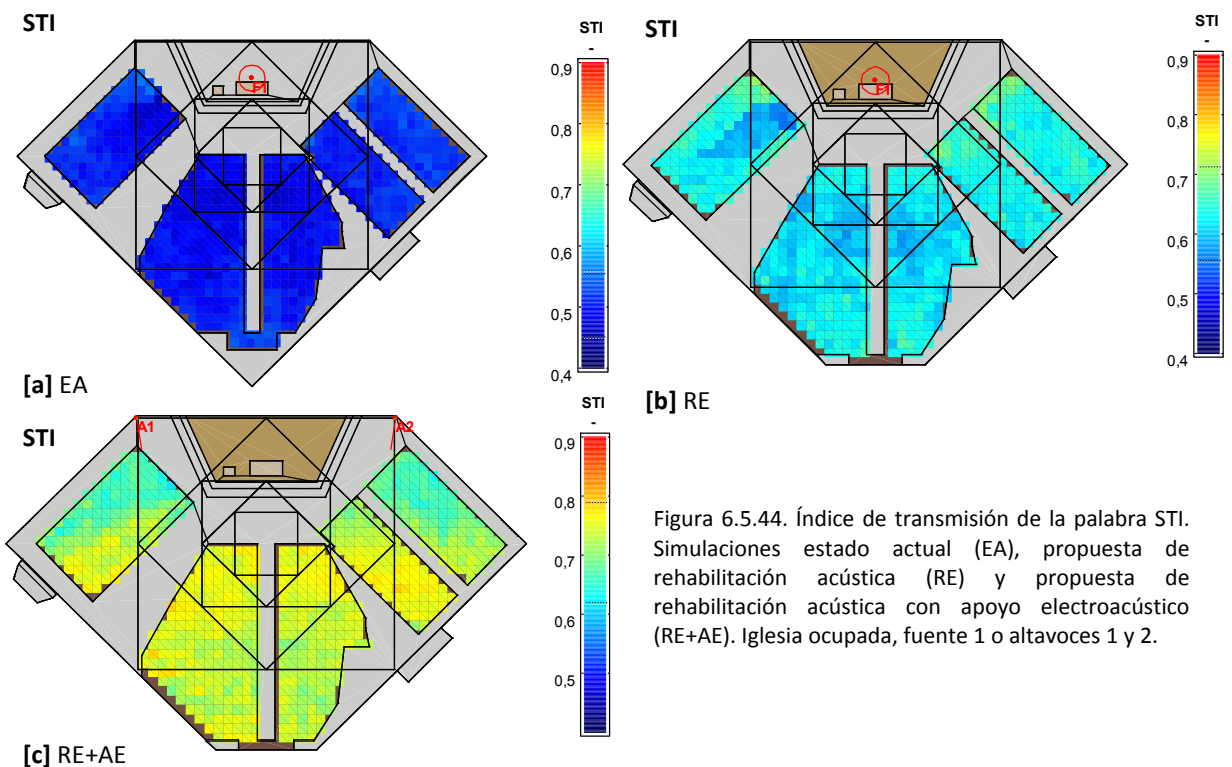 STI
STI
-
0,9
0,8
0,7
0,6
0,5
0,4
F1
[a] EA
STI
STI
-
0,9
0,8
0,7
0,6
0,5
0,4
F1
[b] RE
STI
STI
-
0,9
0,8
0,7
0,6
0,5
A1
A2
[c] RE+AE
Figura 6.5.44. Índice de transmisión de la palabra STI.
Simulaciones estado actual (EA), propuesta de
rehabilitación acústica (RE) y propuesta de
rehabilitación acústica con apoyo electroacústico
(RE+AE). Iglesia ocupada, fuente 1 o altavoces 1 y 2.